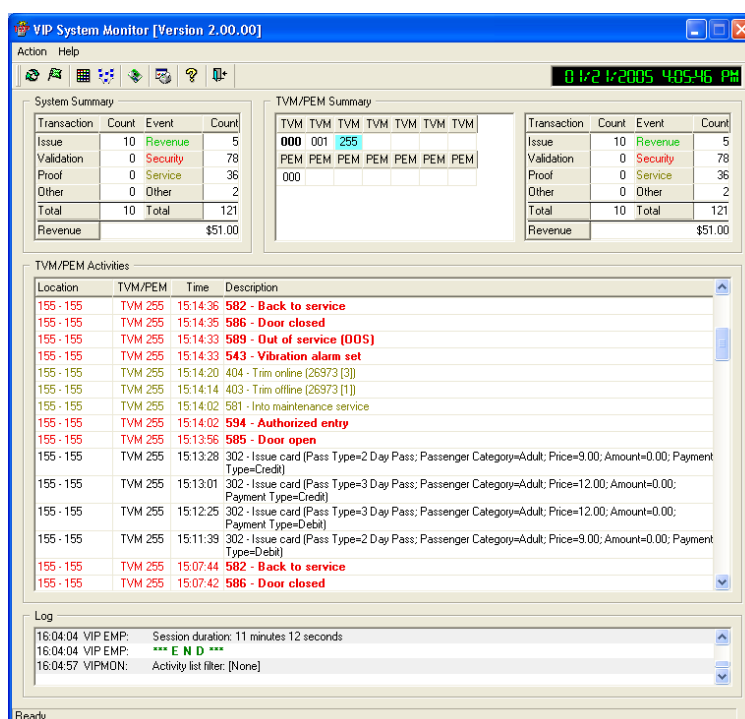 VIP System Monitor [Version 2.00.00]
Action Help
01/21/2005 4:05:46 PM
System Summary
Transaction Count Event Count
Issue 10 Revenue 5
Validation 0 Security 78
Proof 0 Service 36
Other 0 Other 2
Total 10 Total 121
Revenue $51.00
TVM/PEM Summary
TVM TVM TVM TVM TVM TVM TVM
000 001 255
PEM PEM PEM PEM PEM PEM PEM
000
Transaction Count Event Count
Issue 10 Revenue 5
Validation 0 Security 78
Proof 0 Service 36
Other 0 Other 2
Total 10 Total 121
Revenue $51.00
TVM/PEM Activities
Location TVM/PEM Time Description
155 - 155 TVM 255 15:14:36 582 - Back to service
155 - 155 TVM 255 15:14:35 586 - Door closed
155 - 155 TVM 255 15:14:33 589 - Out of service (OOS)
155 - 155 TVM 255 15:14:33 543 - Vibration alarm set
155 - 155 TVM 255 15:14:20 404 - Trim online (26973 [3])
155 - 155 TVM 255 15:14:14 403 - Trim offline (26973 [1])
155 - 155 TVM 255 15:14:02 581 - Into maintenance service
155 - 155 TVM 255 15:14:02 594 - Authorized entry
155 - 155 TVM 255 15:13:56 585 - Door open
155 - 155 TVM 255 15:13:28 302 - Issue card (Pass Type=2 Day Pass; Passenger Category=Adult; Price=9.00; Amount=0.00; Payment
Type=Credit)
155 - 155 TVM 255 15:13:01 302 - Issue card (Pass Type=3 Day Pass; Passenger Category=Adult; Price=12.00; Amount=0.00;
Payment Type=Credit)
155 - 155 TVM 255 15:12:25 302 - Issue card (Pass Type=3 Day Pass; Passenger Category=Adult; Price=12.00; Amount=0.00;
Payment Type=Debit)
155 - 155 TVM 255 15:11:39 302 - Issue card (Pass Type=2 Day Pass; Passenger Category=Adult; Price=9.00; Amount=0.00; Payment
Type=Debit)
155 - 155 TVM 255 15:07:44 582 - Back to service
155 - 155 TVM 255 15:07:42 586 - Door closed
Log
16:04:04 VIP EMP: Session duration: 11 minutes 12 seconds
16:04:04 VIP EMP: *** E N D ***
16:04:57 VIPMON: Activity list filter: [None]
Ready